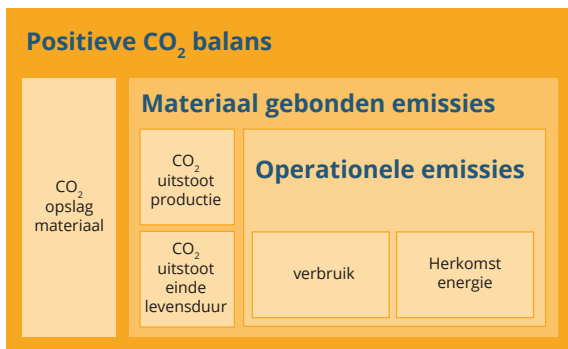 Positieve CO₂ balans
CO₂
opslag
materiaal
Materiaal gebonden emissies
CO₂
uitstoot
productie
CO₂
uitstoot
einde
levensduur
Operationele emissies
verbruik
Herkomst
energie